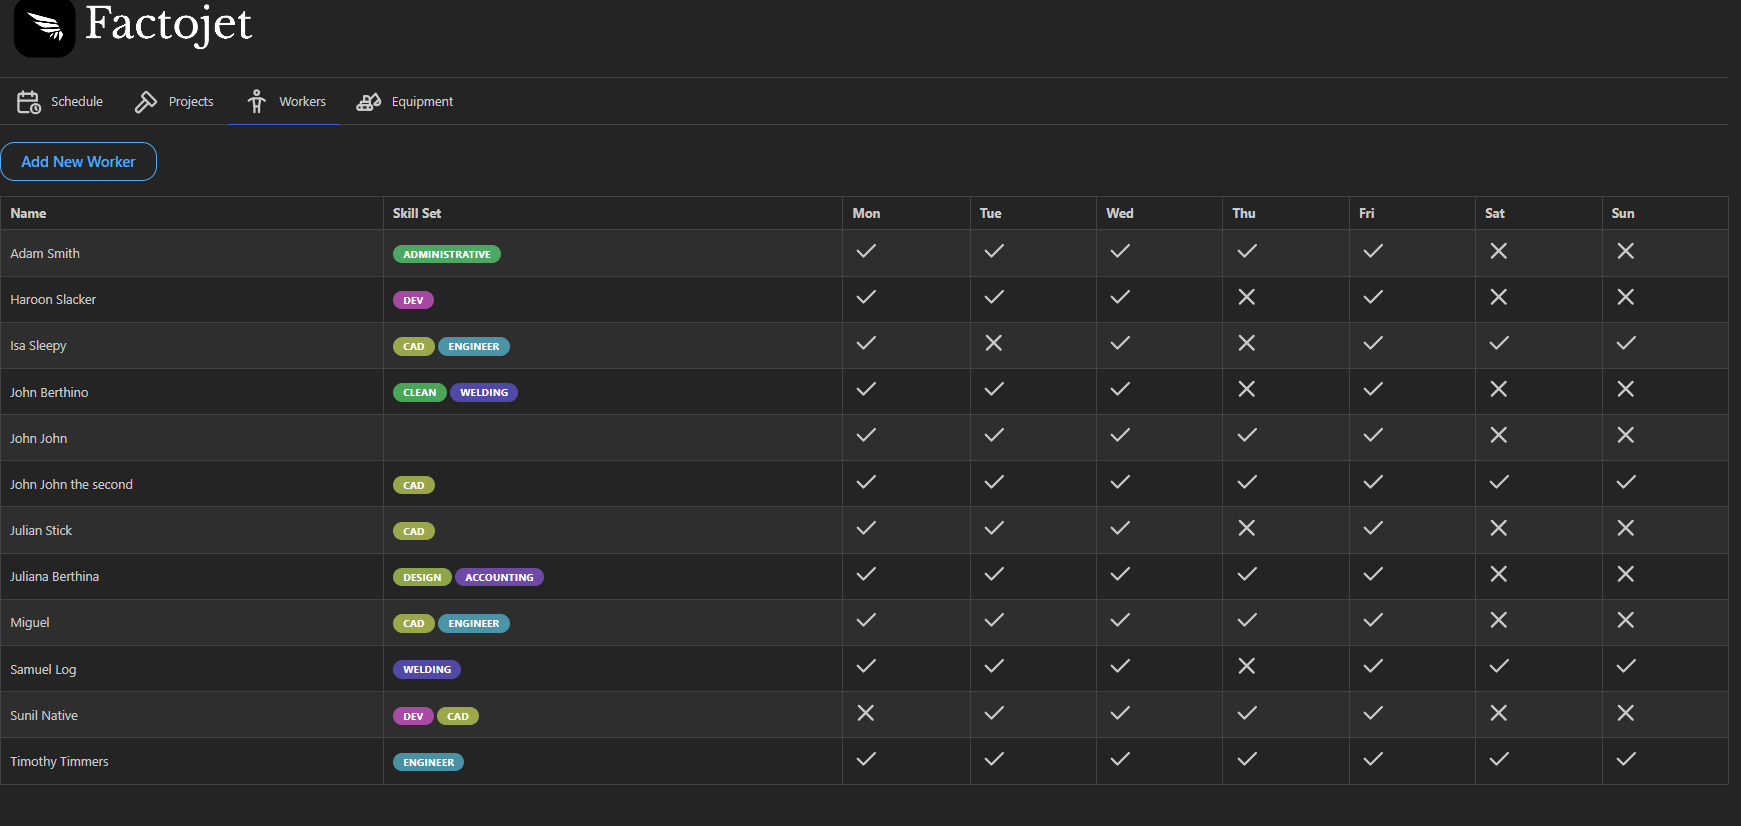 Factojet
Schedule Projects Workers Equipment
Add New Worker
Name Skill Set Mon Tue Wed Thu Fri Sat Sun
Adam Smith ADMINISTRATIVE
Haroon Slacker DEV
Isa Sleepy CAD ENGINEER
John Berthino CLEAN WELDING
John John
John John the second CAD
Julian Stick CAD
Juliana Berthina DESIGN ACCOUNTING
Miguel CAD ENGINEER
Samuel Log WELDING
Sunil Native DEV CAD
Timothy Timmers ENGINEER